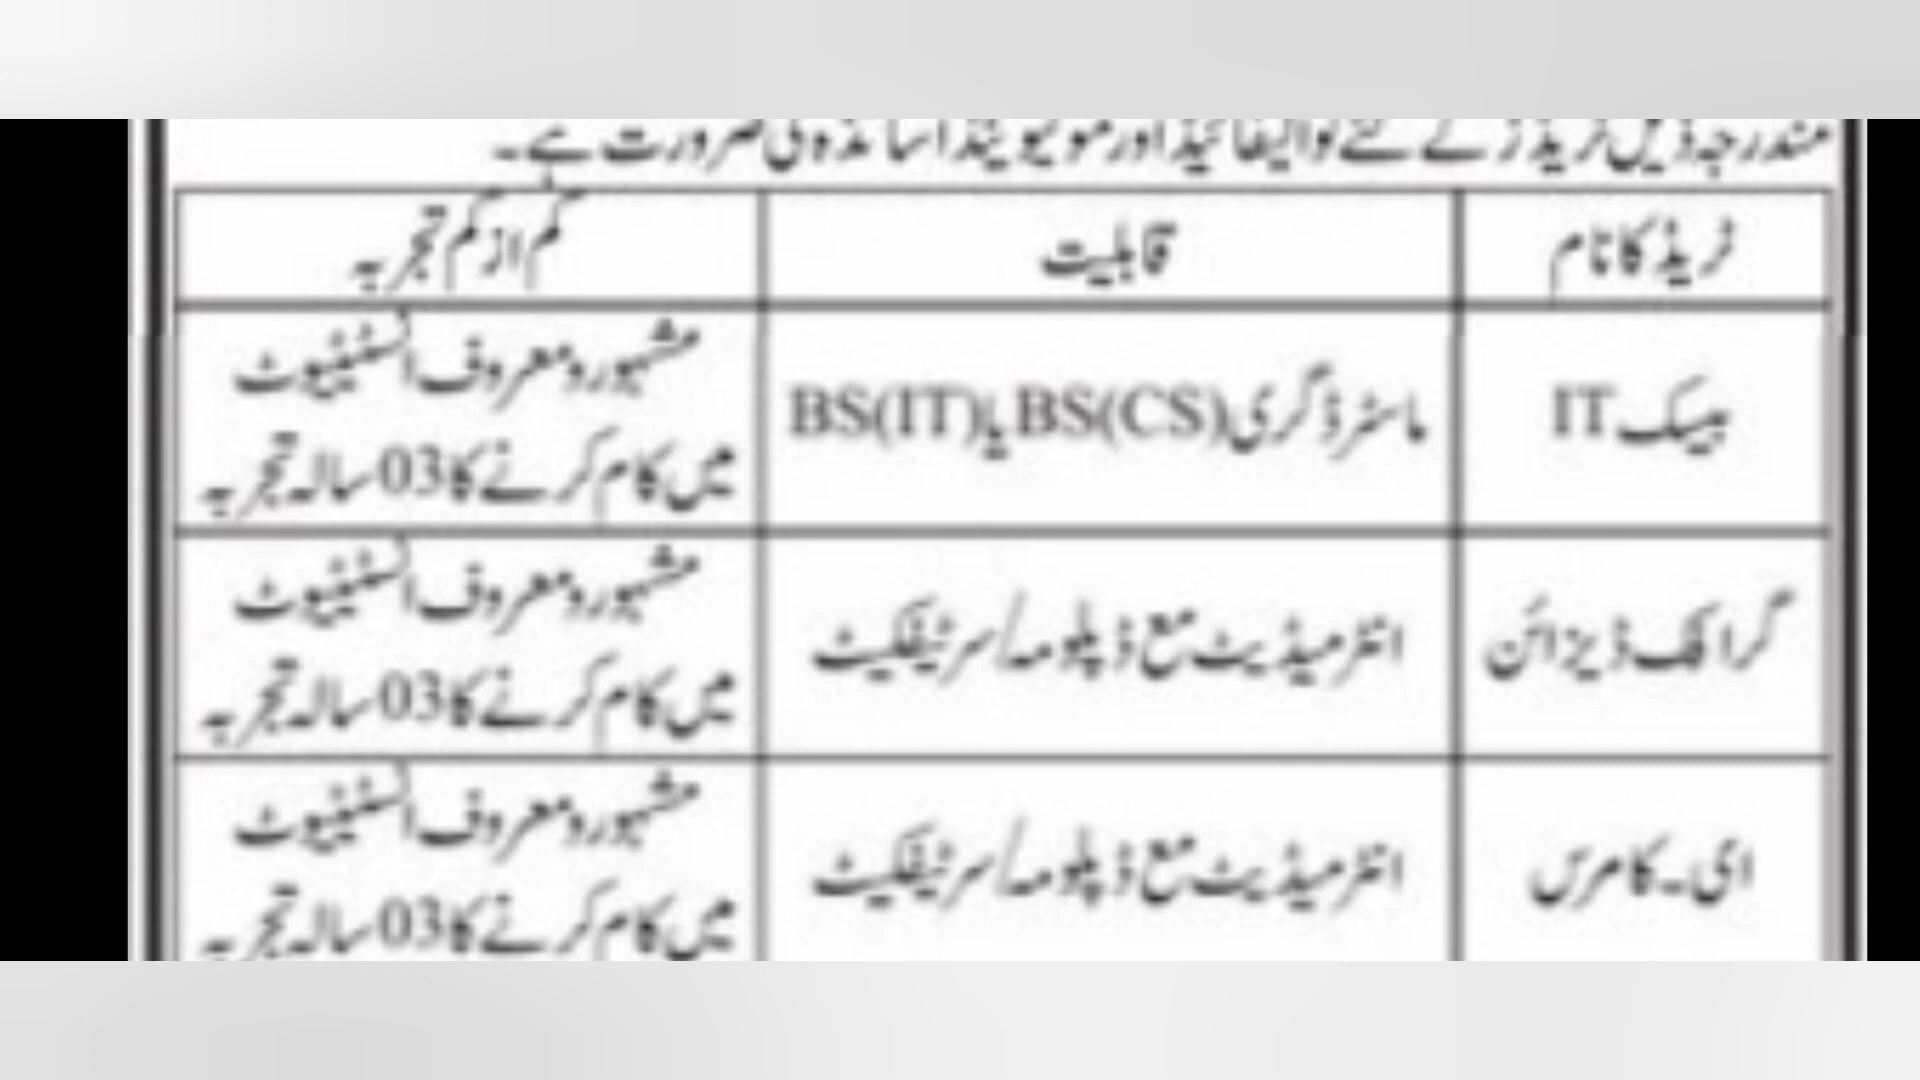 مندرجہ ذیل ٹریڈز کے لئے کوالیفائیڈ اور موٹیویٹڈ اساتذہ کی ضرورت ہے۔
ٹریڈ کا نام
قابلیت
کم از کم تجربہ
بیسک IT
ماسٹر ڈگری BS(CS) یا BS(IT)
مشہور و معروف انسٹیٹیوٹ
میں کام کرنے کا 03 سالہ تجربہ
گرافک ڈیزائن
انٹرمیڈیٹ مع ڈپلومہ/سرٹیفکیٹ
مشہور و معروف انسٹیٹیوٹ
میں کام کرنے کا 03 سالہ تجربہ
ای۔کامرس
انٹرمیڈیٹ مع ڈپلومہ/سرٹیفکیٹ
مشہور و معروف انسٹیٹیوٹ
میں کام کرنے کا 03 سالہ تجربہ